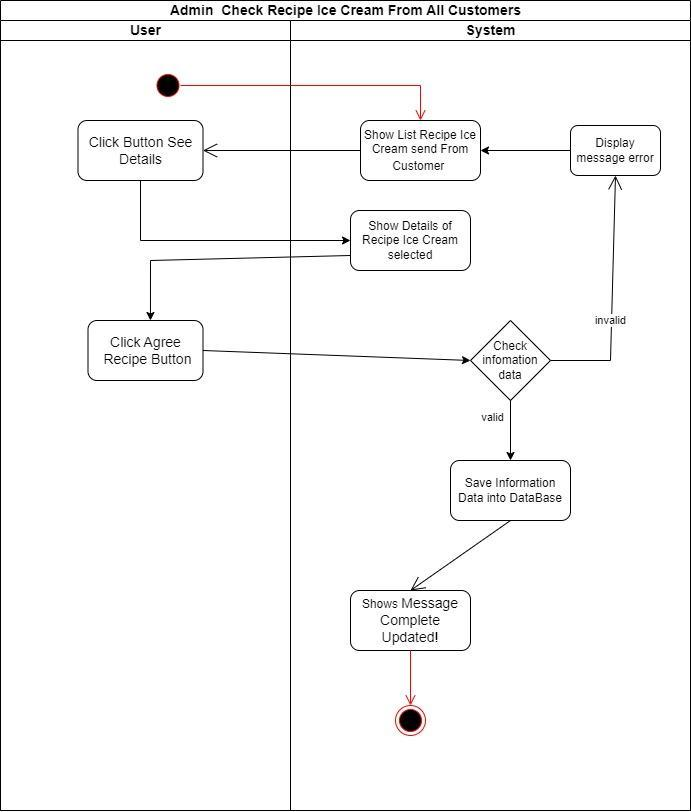 Admin  Check Recipe Ice Cream From All Customers
User
System
Click Button See
Details
Show List Recipe Ice
Cream send From
Customer
Display
message error
Show Details of
Recipe Ice Cream
selected
Click Agree
Recipe Button
Check
infomation
data
invalid
valid
Save Information
Data into DataBase
Shows Message
Complete
Updated!